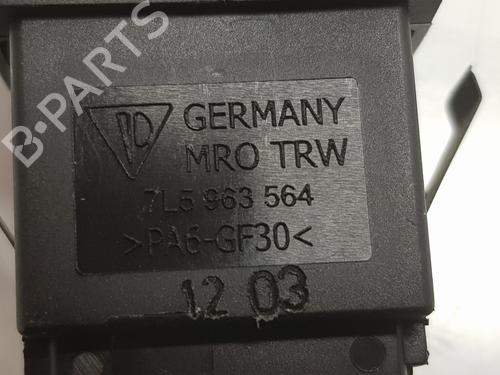 B-PARTS
GERMANY
MRO TRW
7L5 963 564
>PA6-GF30<
12 03